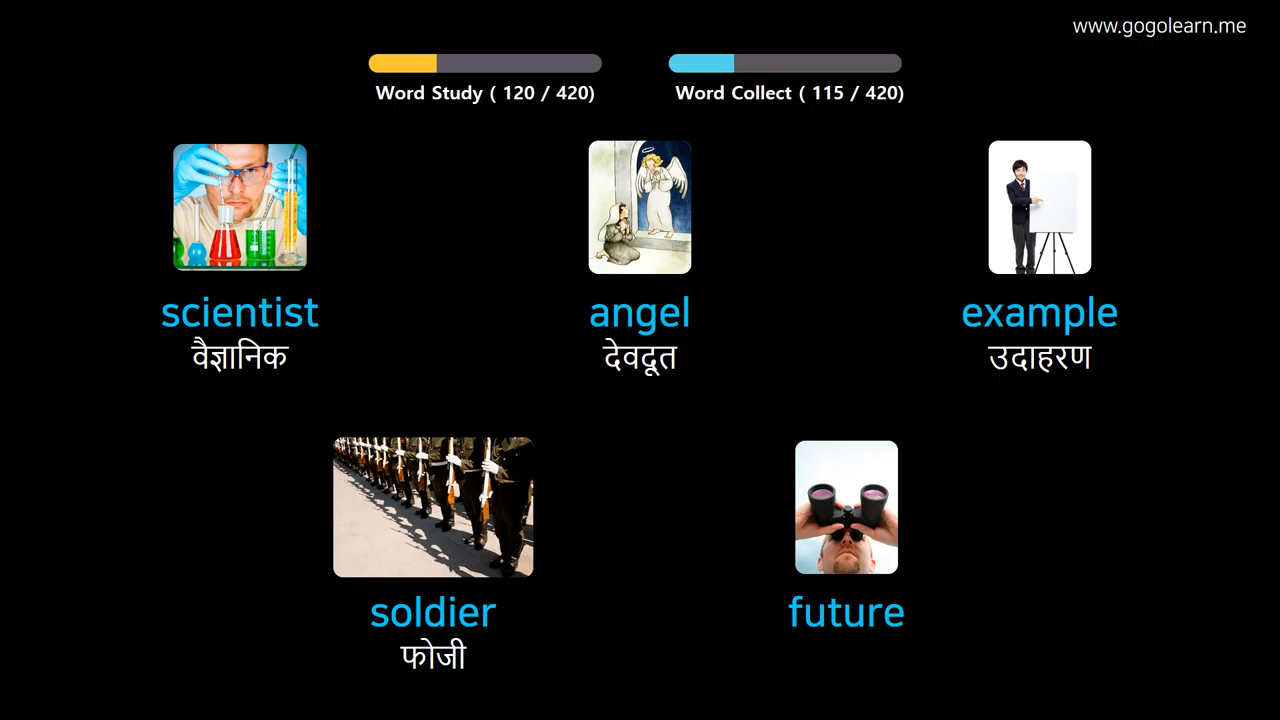 www.gogolearn.me
Word Study ( 120 / 420)
Word Collect ( 115 / 420)
scientist
वैज्ञानिक
angel
देवदूत
example
उदाहरण
soldier
फोजी
future